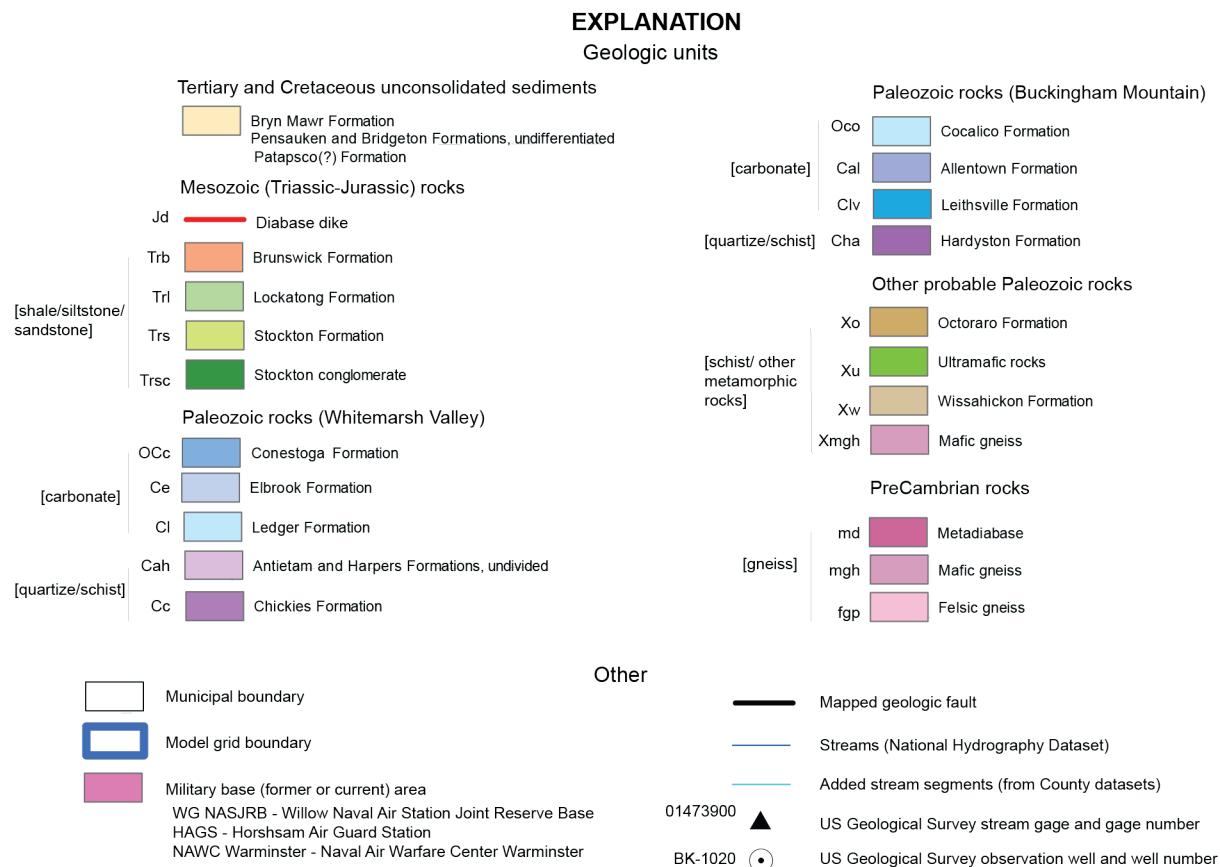 EXPLANATION
Geologic units
Tertiary and Cretaceous unconsolidated sediments
Bryn Mawr Formation
Pensauken and Bridgeton Formations, undifferentiated
Patapsco(?) Formation
Mesozoic (Triassic-Jurassic) rocks
Jd Diabase dike
Trb Brunswick Formation
Trl Lockatong Formation
[shale/siltstone/
sandstone]
Trs Stockton Formation
Trsc Stockton conglomerate
Paleozoic rocks (Whitemarsh Valley)
OCc Conestoga Formation
[carbonate] Ce Elbrook Formation
Cl Ledger Formation
Cah Antietam and Harpers Formations, undivided
[quartize/schist]
Cc Chickies Formation
Paleozoic rocks (Buckingham Mountain)
Oco Cocalico Formation
[carbonate] Cal Allentown Formation
Clv Leithsville Formation
[quartize/schist] Cha Hardyston Formation
Other probable Paleozoic rocks
Xo Octoraro Formation
[schist/ other
metamorphic
rocks]
Xu Ultramafic rocks
Xw Wissahickon Formation
Xmgh Mafic gneiss
PreCambrian rocks
md Metadiabase
[gneiss] mgh Mafic gneiss
fgp Felsic gneiss
Other
Municipal boundary
Model grid boundary
Military base (former or current) area
WG NASJRB - Willow Naval Air Station Joint Reserve Base
HAGS - Horshsam Air Guard Station
NAWC Warminster - Naval Air Warfare Center Warminster
Mapped geologic fault
Streams (National Hydrography Dataset)
Added stream segments (from County datasets)
01473900 US Geological Survey stream gage and gage number
BK-1020 US Geological Survey observation well and well number